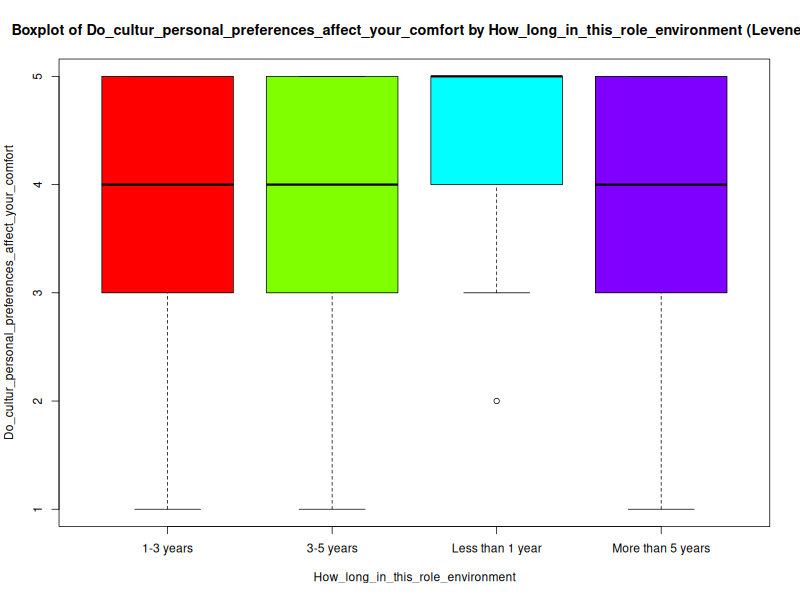 Boxplot of Do_cultur_personal_preferences_affect_your_comfort by How_long_in_this_role_environment (Levene
Do_cultur_personal_preferences_affect_your_comfort
5
4
3
2
1
1-3 years
3-5 years
Less than 1 year
More than 5 years
How_long_in_this_role_environment